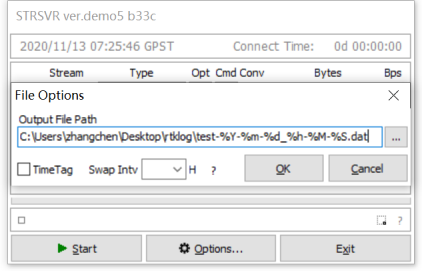 STRSVR ver.demo5 b33c
2020/11/13 07:25:46 GPST Connect Time: 0d 00:00:00
Stream Type Opt Cmd Conv Bytes Bps
File Options
Output File Path
C:\Users\zhangchen\Desktop\rtklog\test-%Y-%m-%d_%h-%M-%S.dat ...
TimeTag Swap Intv H ? OK Cancel
?
Start Options... Exit